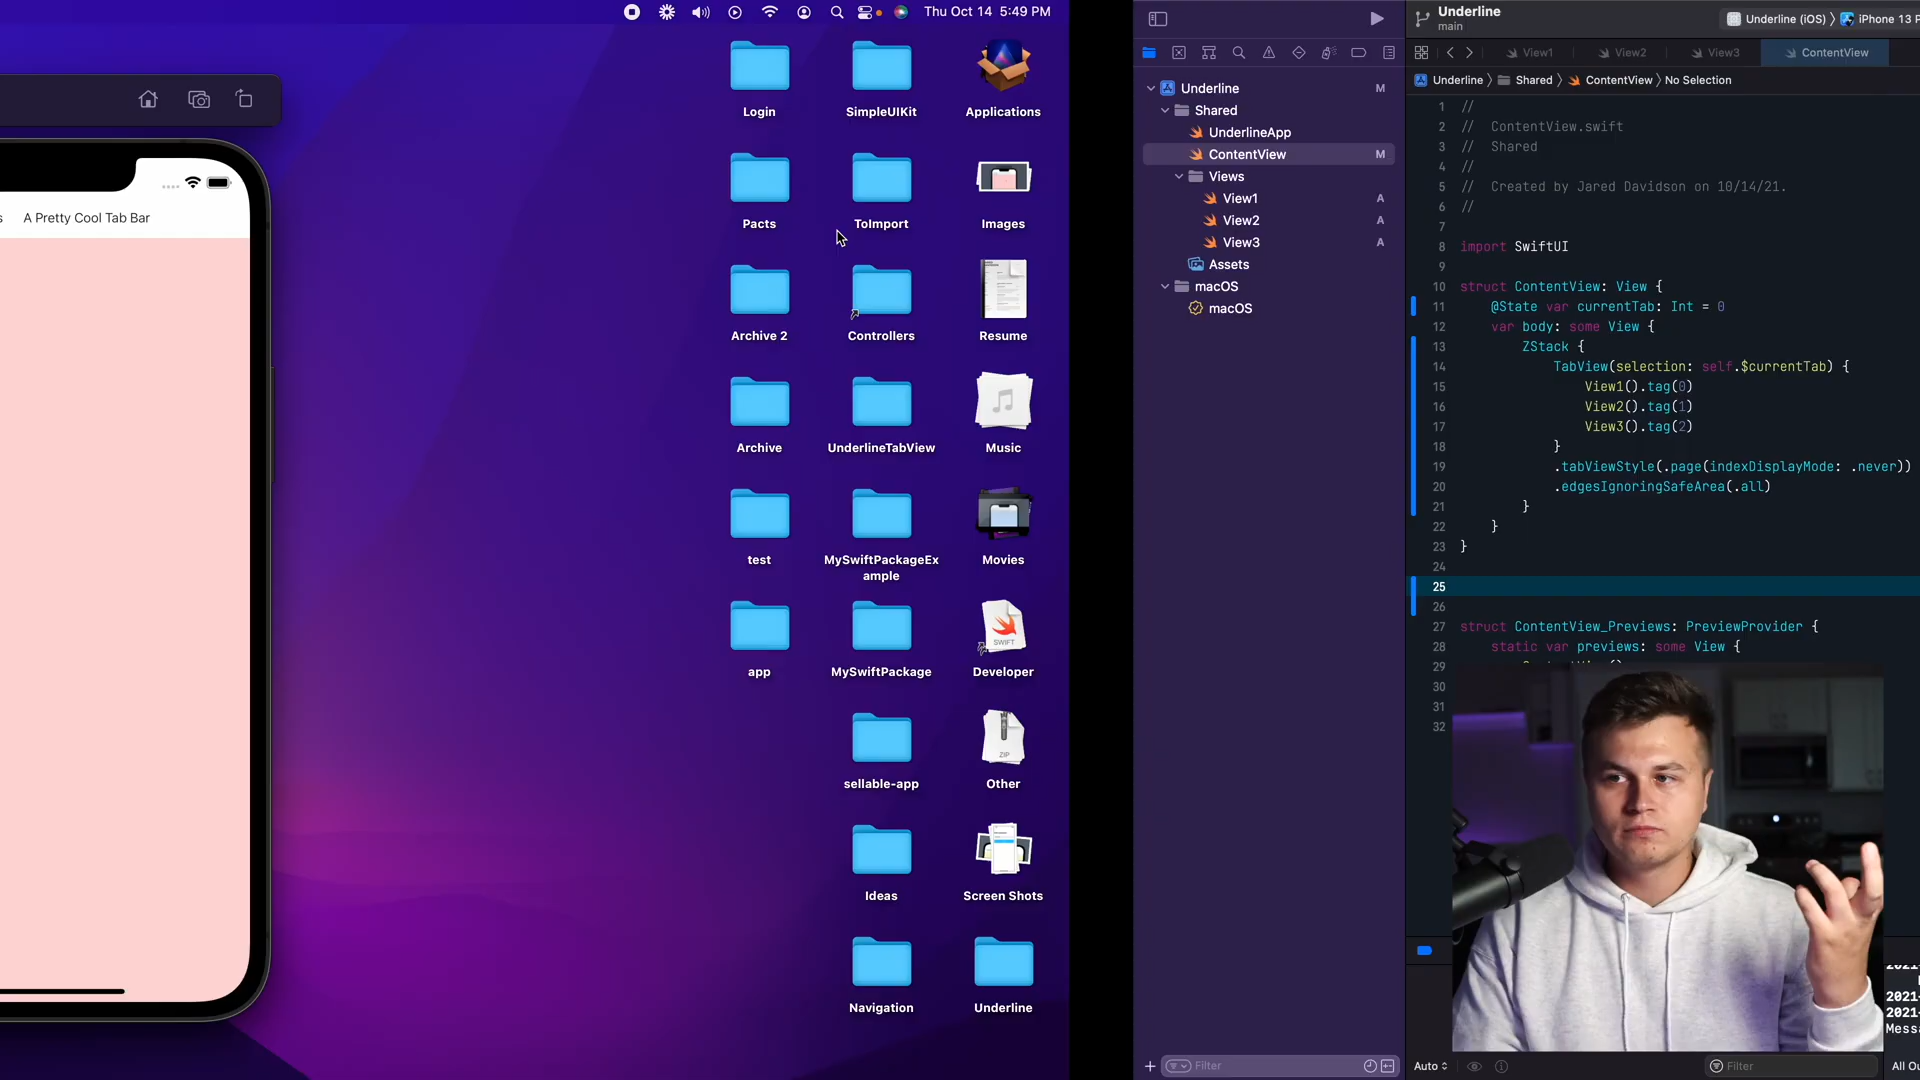 Thu Oct 14 5:49 PM
A Pretty Cool Tab Bar
Login
SimpleUIKit
Applications
Pacts
ToImport
Images
Archive 2
Controllers
Resume
Archive
UnderlineTabView
Music
test
MySwiftPackageEx
ample
Movies
app
MySwiftPackage
SWIFT
Developer
sellable-app
ZIP
Other
Ideas
Screen Shots
Navigation
Underline
Underline M
Shared
UnderlineApp
ContentView M
Views
View1 A
View2 A
View3 A
Assets
macOS
macOS
Filter
Underline
main
Underline (iOS) 〉 iPhone 13 P
View1 View2 View3 ContentView
Underline 〉 Shared 〉 ContentView 〉 No Selection
1 //
2 // ContentView.swift
3 // Shared
4 //
5 // Created by Jared Davidson on 10/14/21.
6 //
7
8 import SwiftUI
9
10 struct ContentView: View {
11 @State var currentTab: Int = 0
12 var body: some View {
13 ZStack {
14 TabView(selection: self.$currentTab) {
15 View1().tag(0)
16 View2().tag(1)
17 View3().tag(2)
18 }
19 .tabViewStyle(.page(indexDisplayMode: .never))
20 .edgesIgnoringSafeArea(.all)
21 }
22 }
23 }
24
25
26
27 struct ContentView_Previews: PreviewProvider {
28 static var previews: some View {
29
30
31
32
2021-
2021-
Messa
Auto
Filter
All Ou